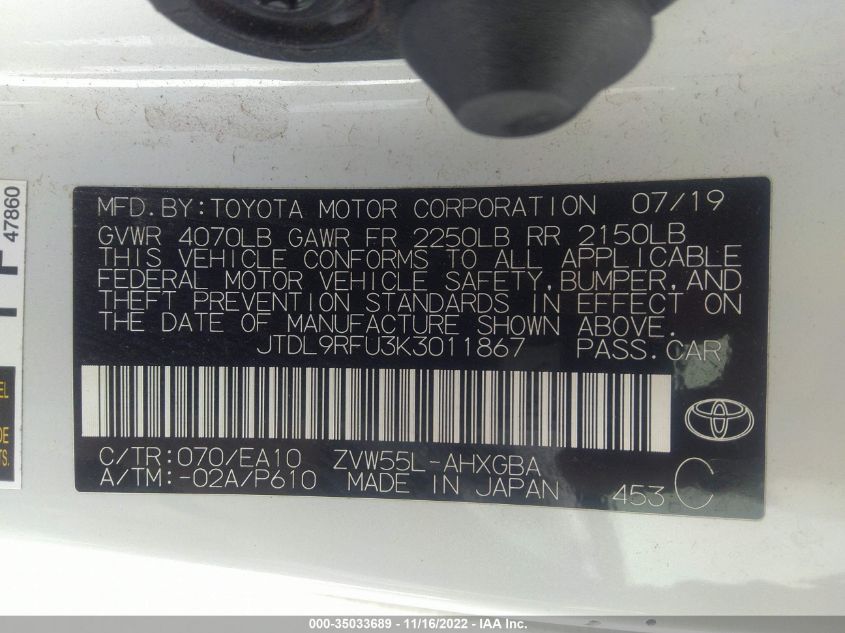 MFD.BY:TOYOTA MOTOR CORPORATION 07/19
GVWR 4070LB GAWR FR 2250LB RR 2150LB
THIS VEHICLE CONFORMS TO ALL APPLICABLE
FEDERAL MOTOR VEHICLE SAFETY,BUMPER,AND
THEFT PREVENTION STANDARDS IN EFFECT ON
THE DATE OF MANUFACTURE SHOWN ABOVE.
JTDL9RFU3K3011867 PASS.CAR
C/TR:070/EA10 ZVW55L-AHXGBA
A/TM:-02A/P610 MADE IN JAPAN 453 C
47860
000-35033689 - 11/16/2022 - IAA Inc.